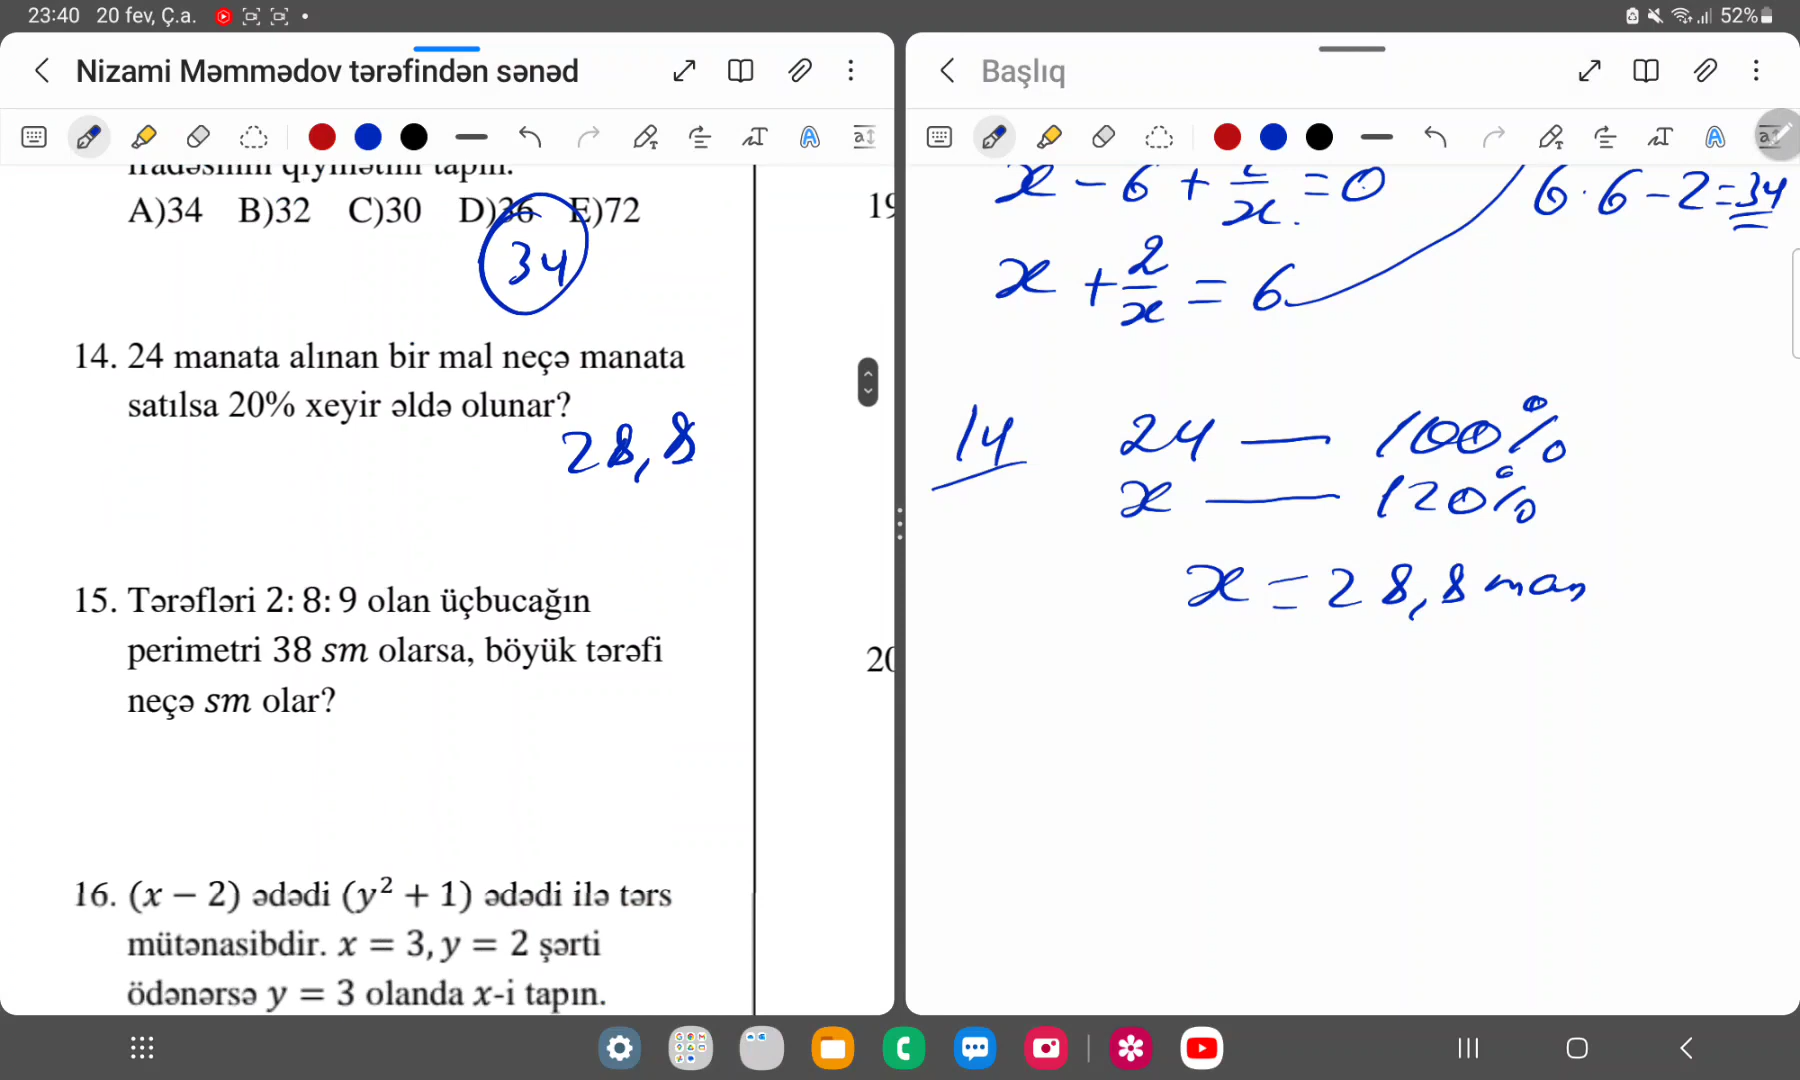 23:40 20 fev, Ç.a.
52%
Nizami Məmmədov tərəfindən sənəd
ifadəsinin qiymətini tapın.
A)34 B)32 C)30 D)36 E)72
34
14. 24 manata alınan bir mal neçə manata
satılsa 20% xeyir əldə olunar?
28,8
15. Tərəfləri 2: 8: 9 olan üçbucağın
perimetri 38 sm olarsa, böyük tərəfi
neçə sm olar?
16. (x − 2) ədədi (y² + 1) ədədi ilə tərs
mütənasibdir. x = 3, y = 2 şərti
ödənərsə y = 3 olanda x-i tapın.
19
20
Başlıq
x − 6 + 2/x = 0
6·6−2=34
x + 2/x = 6
14
24 — 100%
x — 120%
x = 28,8 man